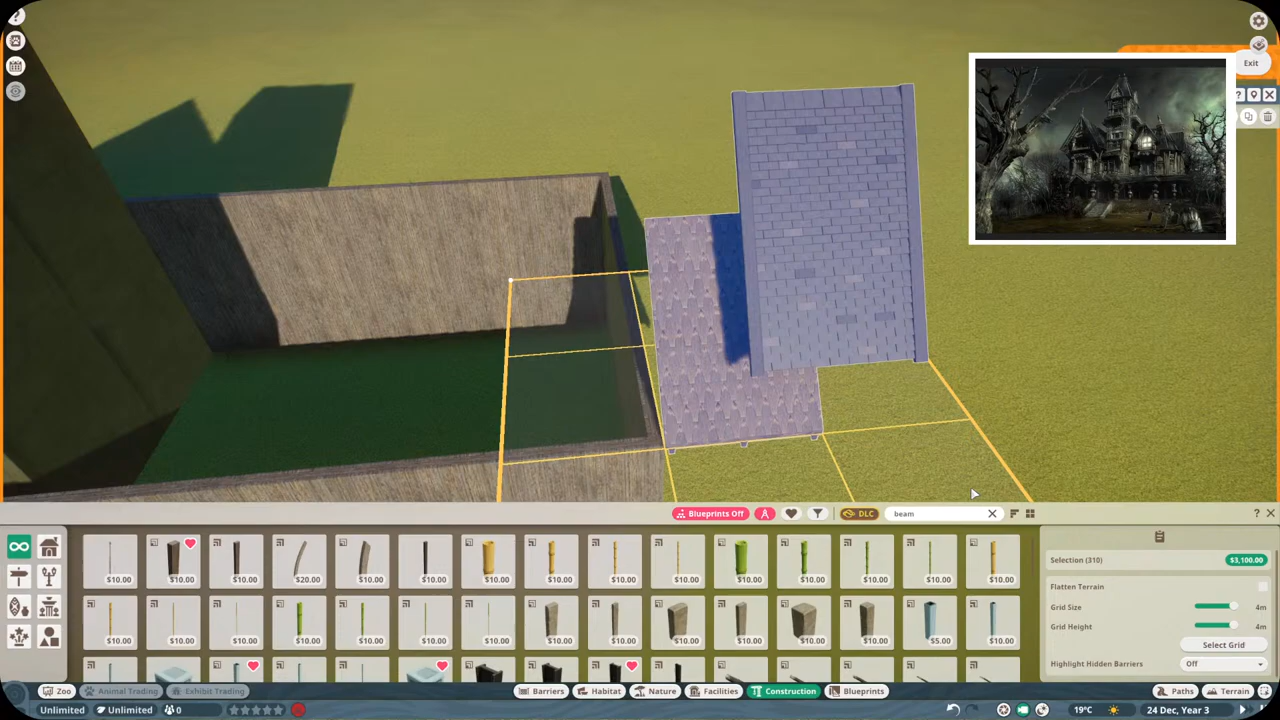 ?
Exit
?
Blueprints Off
DLC
beam
?
$10.00 $10.00 $10.00 $20.00 $10.00 $10.00 $10.00 $10.00 $10.00 $10.00 $10.00 $10.00 $10.00 $10.00 $10.00
$10.00 $10.00 $10.00 $10.00 $10.00 $10.00 $10.00 $10.00 $10.00 $10.00 $10.00 $10.00 $10.00 $5.00 $10.00
Selection (310) $3,100.00
Flatten Terrain
Grid Size 4m
Grid Height 4m
Select Grid
Highlight Hidden Barriers Off
Zoo Animal Trading Exhibit Trading Barriers Habitat Nature Facilities Construction Blueprints Paths Terrain
Unlimited Unlimited 0 19°C 24 Dec, Year 3